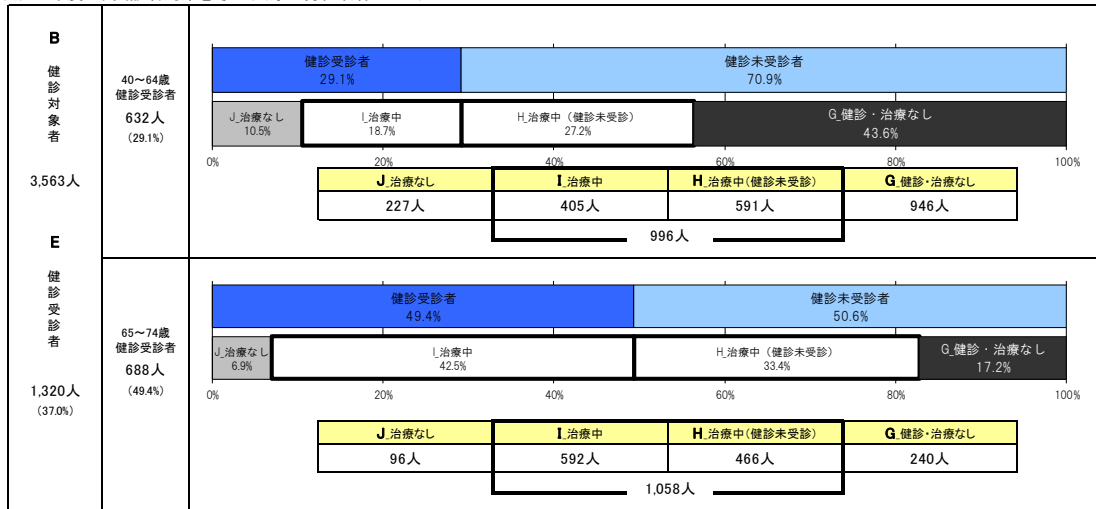 B
健
診
対
象
者
3,563人
E
健
診
受
診
者
1,320人
(37.0%)
40～64歳
健診受診者
632人
(29.1%)
健診受診者
29.1%
健診未受診者
70.9%
J_治療なし
10.5%
I_治療中
18.7%
H_治療中（健診未受診）
27.2%
G_健診・治療なし
43.6%
0% 20% 40% 60% 80% 100%
J_治療なし I_治療中 H_治療中(健診未受診) G_健診・治療なし
227人 405人 591人 946人
996人
65～74歳
健診受診者
688人
(49.4%)
健診受診者
49.4%
健診未受診者
50.6%
J_治療なし
6.9%
I_治療中
42.5%
H_治療中（健診未受診）
33.4%
G_健診・治療なし
17.2%
0% 20% 40% 60% 80% 100%
J_治療なし I_治療中 H_治療中(健診未受診) G_健診・治療なし
96人 592人 466人 240人
1,058人